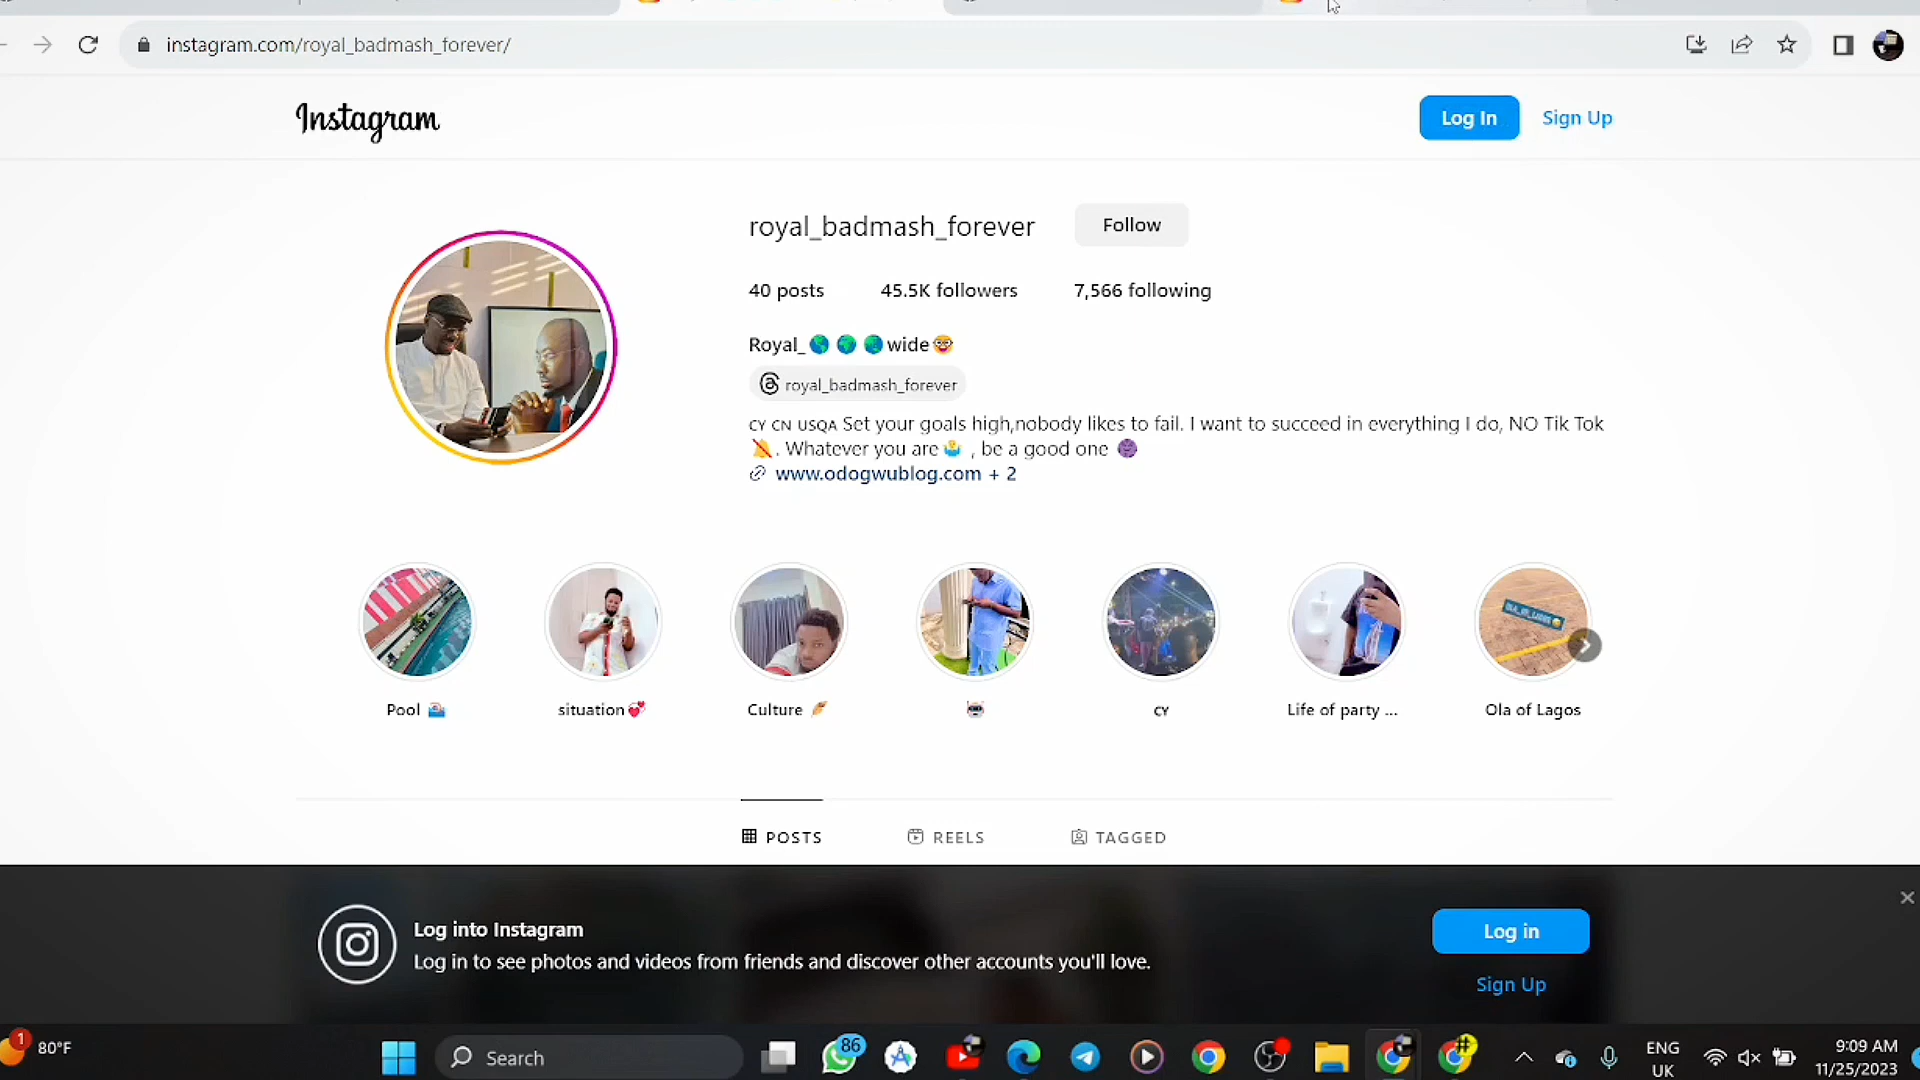 instagram.com/royal_badmash_forever/
Instagram
Log In
Sign Up
royal_badmash_forever
Follow
40 posts
45.5K followers
7,566 following
Royal_🌎🌍🌏wide🤓
royal_badmash_forever
CY CN USQA Set your goals high,nobody likes to fail. I want to succeed in everything I do, NO Tik Tok
🔕. Whatever you are 🤽 , be a good one
www.odogwublog.com + 2
Pool
situation💞
Culture
CY
Life of party ...
Ola of Lagos
POSTS
REELS
TAGGED
Log into Instagram
Log in to see photos and videos from friends and discover other accounts you'll love.
Log in
Sign Up
1
80°F
Search
86
ENG
UK
9:09 AM
11/25/2023